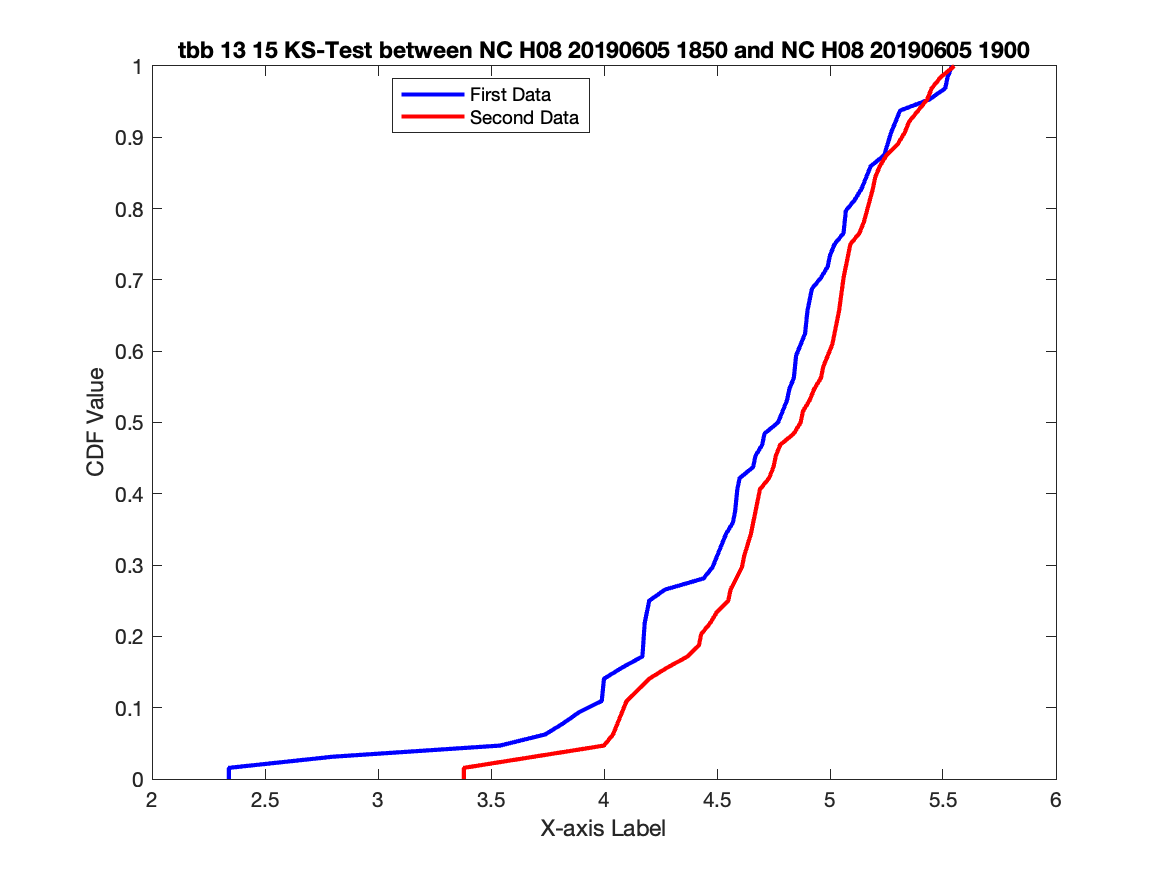 tbb 13 15 KS-Test between NC H08 20190605 1850 and NC H08 20190605 1900
First Data
Second Data
1
0.9
0.8
0.7
0.6
0.5
0.4
0.3
0.2
0.1
0
CDF Value
2 2.5 3 3.5 4 4.5 5 5.5 6
X-axis Label